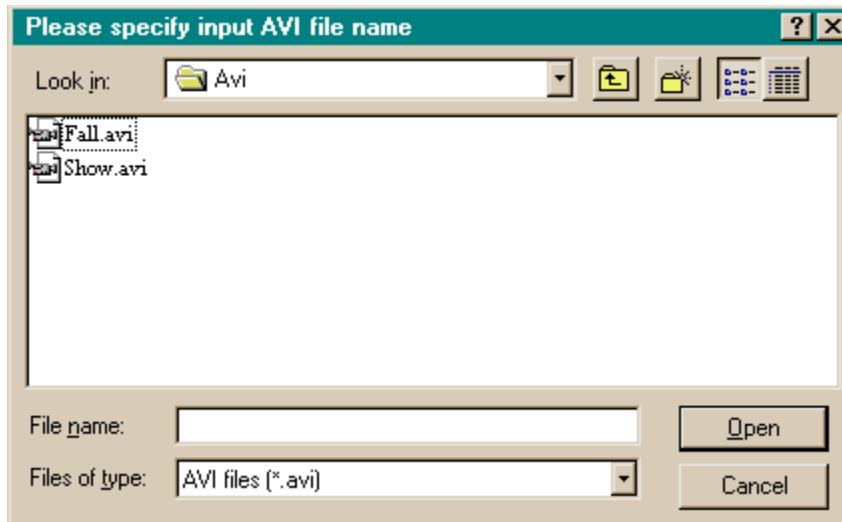 Please specify input AVI file name
Look in: Avi
Fall.avi
Show.avi
File name: Open
Files of type: AVI files (*.avi) Cancel